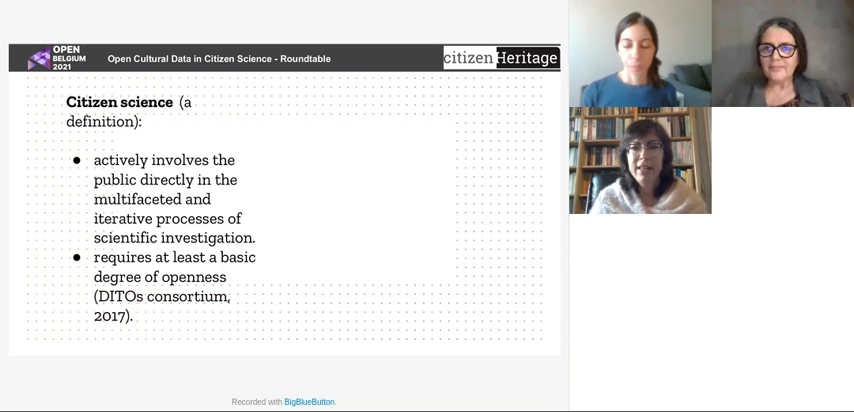 OPEN
BELGIUM
2021
Open Cultural Data in Citizen Science - Roundtable
citizen Heritage
Citizen science (a
definition):
● actively involves the
public directly in the
multifaceted and
iterative processes of
scientific investigation.
● requires at least a basic
degree of openness
(DITOs consortium,
2017).
Recorded with BigBlueButton.